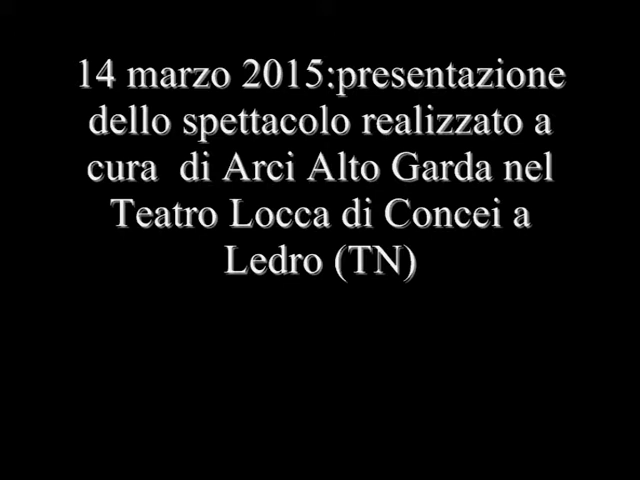 14 marzo 2015:presentazione
dello spettacolo realizzato a
cura  di Arci Alto Garda nel
Teatro Locca di Concei a
Ledro (TN)